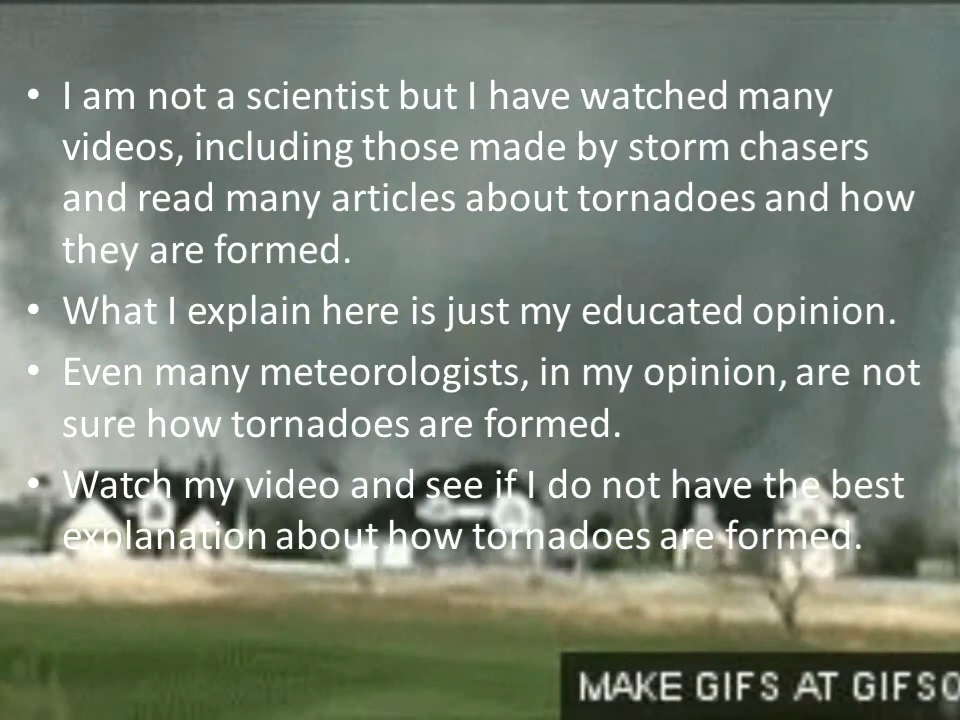 • I am not a scientist but I have watched many
videos, including those made by storm chasers
and read many articles about tornadoes and how
they are formed.
• What I explain here is just my educated opinion.
• Even many meteorologists, in my opinion, are not
sure how tornadoes are formed.
• Watch my video and see if I do not have the best
explanation about how tornadoes are formed.
MAKE GIFS AT GIFSO